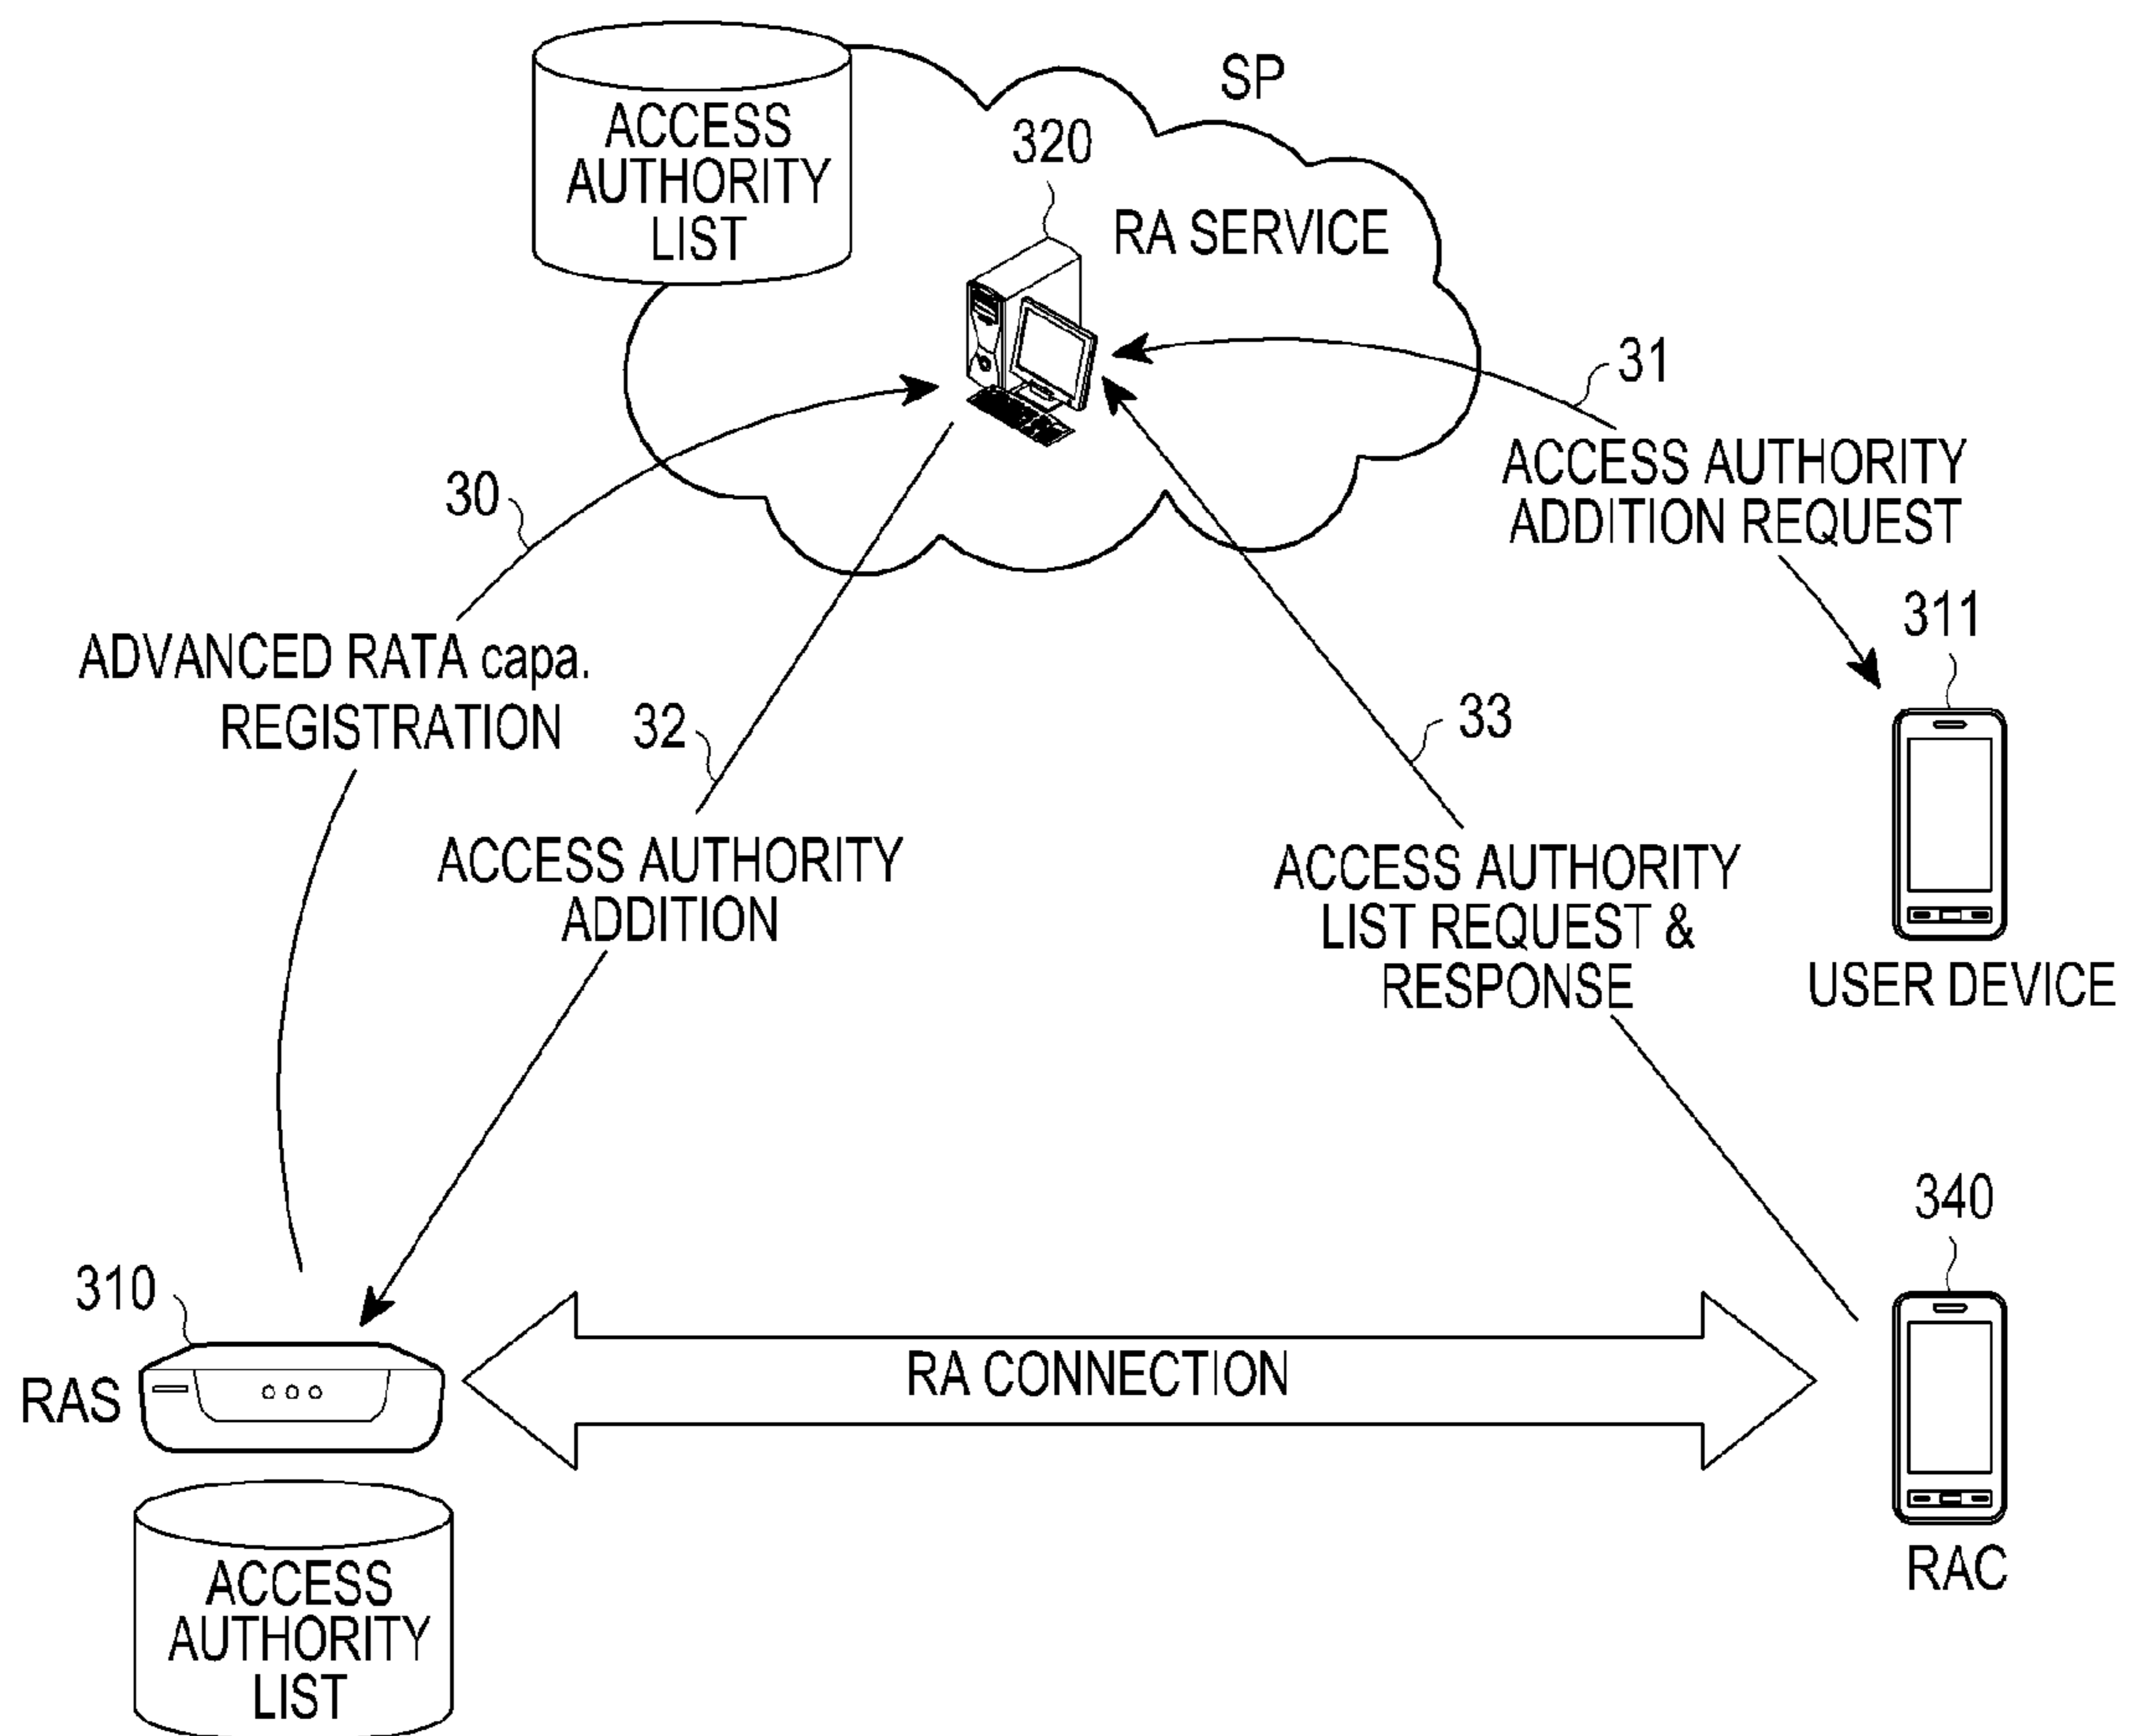 SP
ACCESS
AUTHORITY
LIST
320
RA SERVICE
31
ACCESS AUTHORITY
ADDITION REQUEST
30
311
ADVANCED RATA capa.
REGISTRATION
32
33
ACCESS AUTHORITY
ADDITION
ACCESS AUTHORITY
LIST REQUEST &
RESPONSE
USER DEVICE
340
310
RAS
RA CONNECTION
RAC
ACCESS
AUTHORITY
LIST